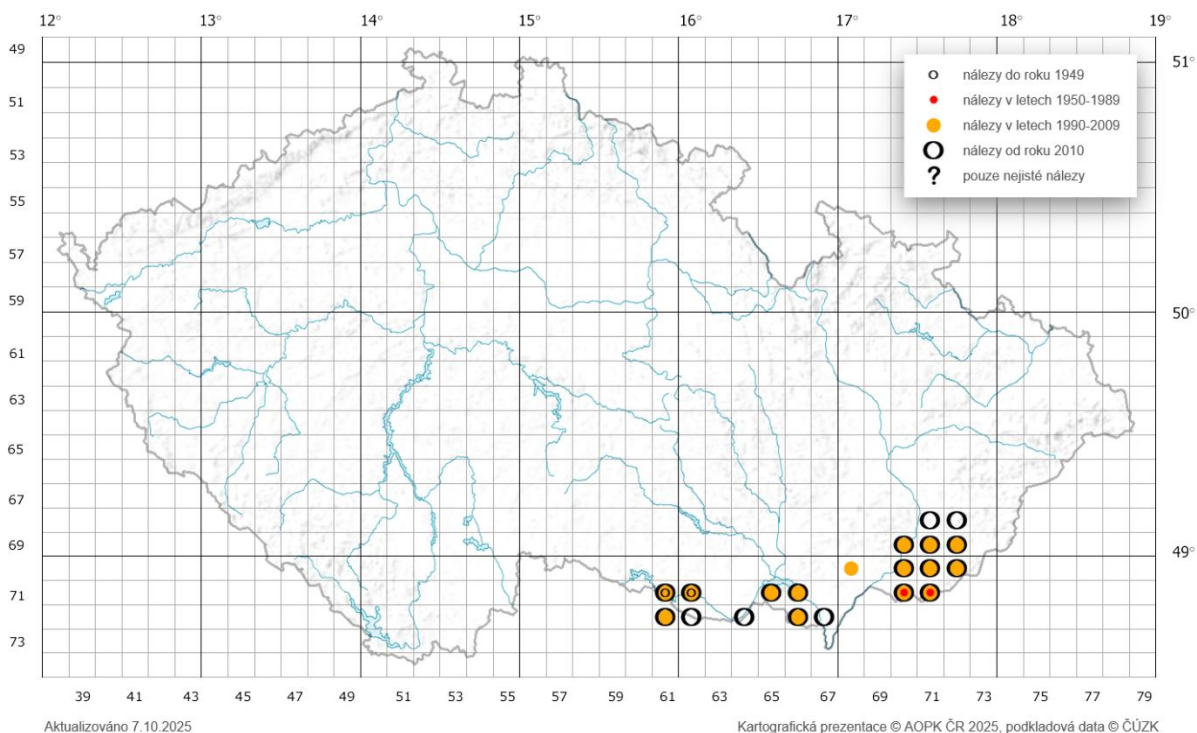 12° 13° 14° 15° 16° 17° 18° 19°
49
51°
nálezy do roku 1949
51
nálezy v letech 1950-1989
nálezy v letech 1990-2009
53
nálezy od roku 2010
? pouze nejisté nálezy
55
57
59
50°
61
63
65
67
69
49°
71
73
39 41 43 45 47 49 51 53 55 57 59 61 63 65 67 69 71 73 75 77 79
Aktualizováno 7.10.2025 Kartografická prezentace © AOPK ČR 2025, podkladová data © ČÚZK